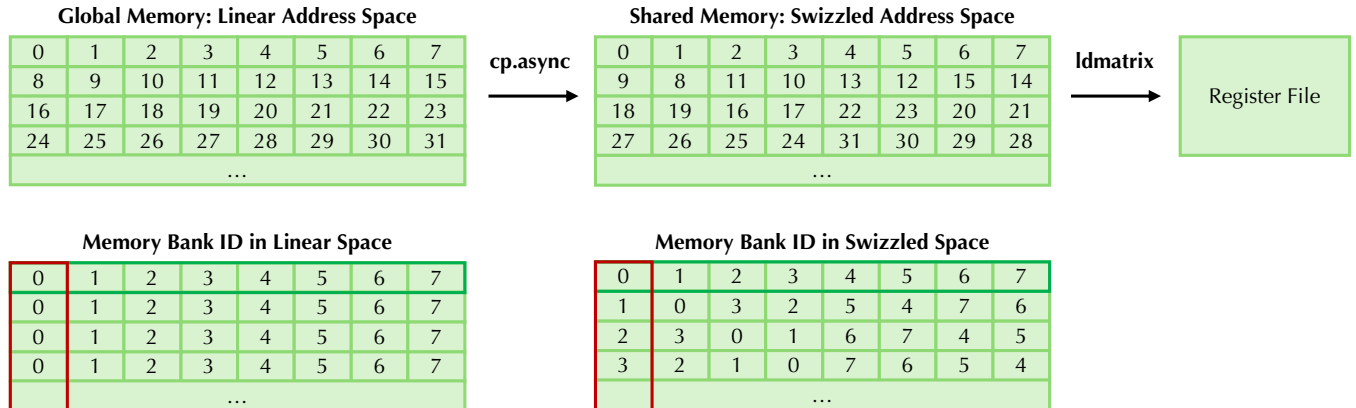 Global Memory: Linear Address Space
0 1 2 3 4 5 6 7
8 9 10 11 12 13 14 15
16 17 18 19 20 21 22 23
24 25 26 27 28 29 30 31
...
cp.async
Shared Memory: Swizzled Address Space
0 1 2 3 4 5 6 7
9 8 11 10 13 12 15 14
18 19 16 17 22 23 20 21
27 26 25 24 31 30 29 28
...
ldmatrix
Register File
Memory Bank ID in Linear Space
0 1 2 3 4 5 6 7
0 1 2 3 4 5 6 7
0 1 2 3 4 5 6 7
0 1 2 3 4 5 6 7
...
Memory Bank ID in Swizzled Space
0 1 2 3 4 5 6 7
1 0 3 2 5 4 7 6
2 3 0 1 6 7 4 5
3 2 1 0 7 6 5 4
...